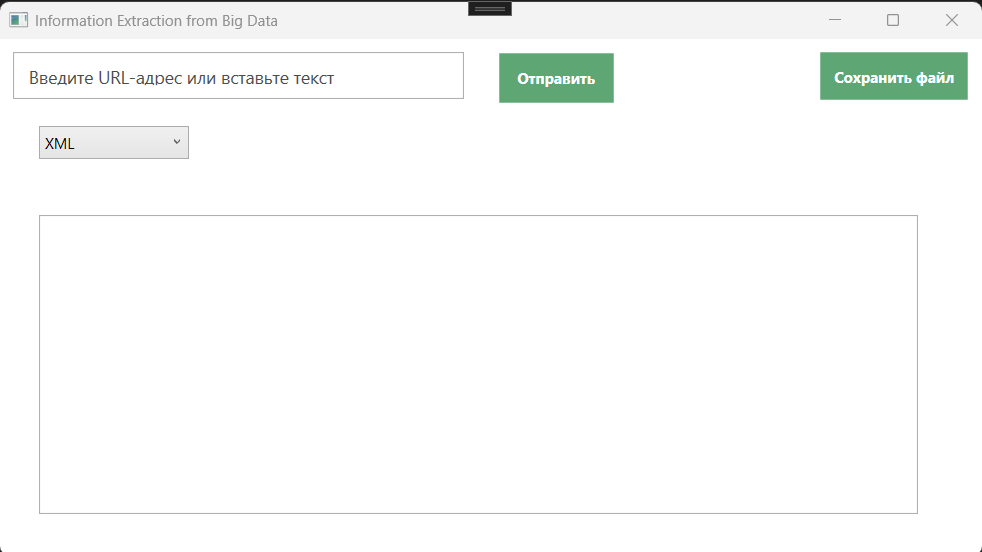 Information Extraction from Big Data
Введите URL-адрес или вставьте текст
Отправить
Сохранить файл
XML